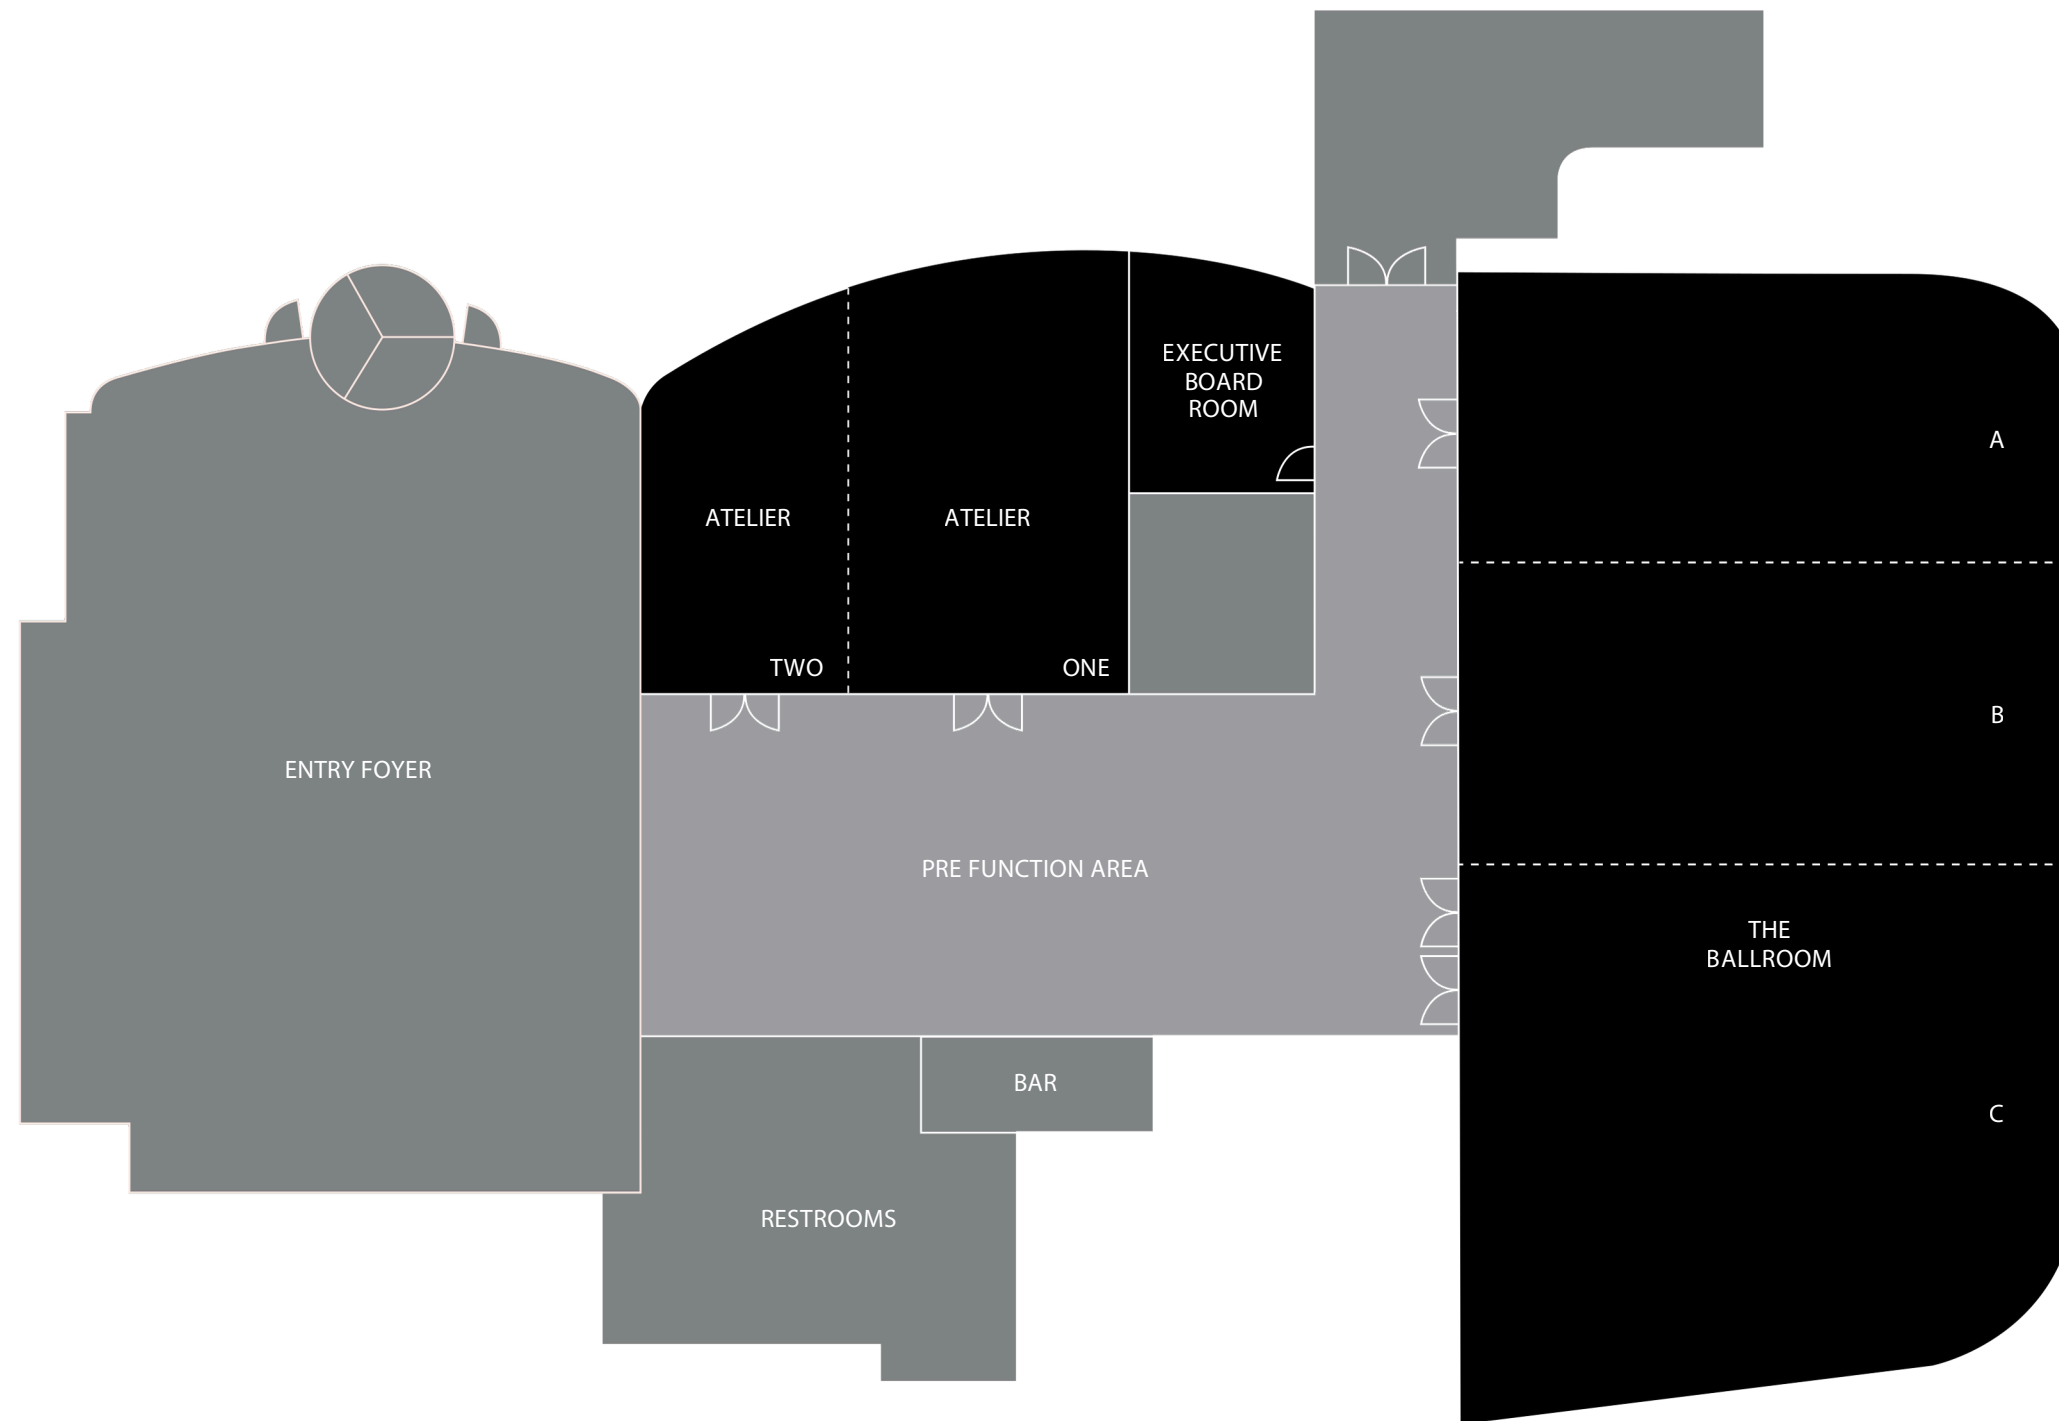 EXECUTIVE
BOARD
ROOM
A
ATELIER
ATELIER
TWO
ONE
B
ENTRY FOYER
PRE FUNCTION AREA
THE
BALLROOM
BAR
C
RESTROOMS